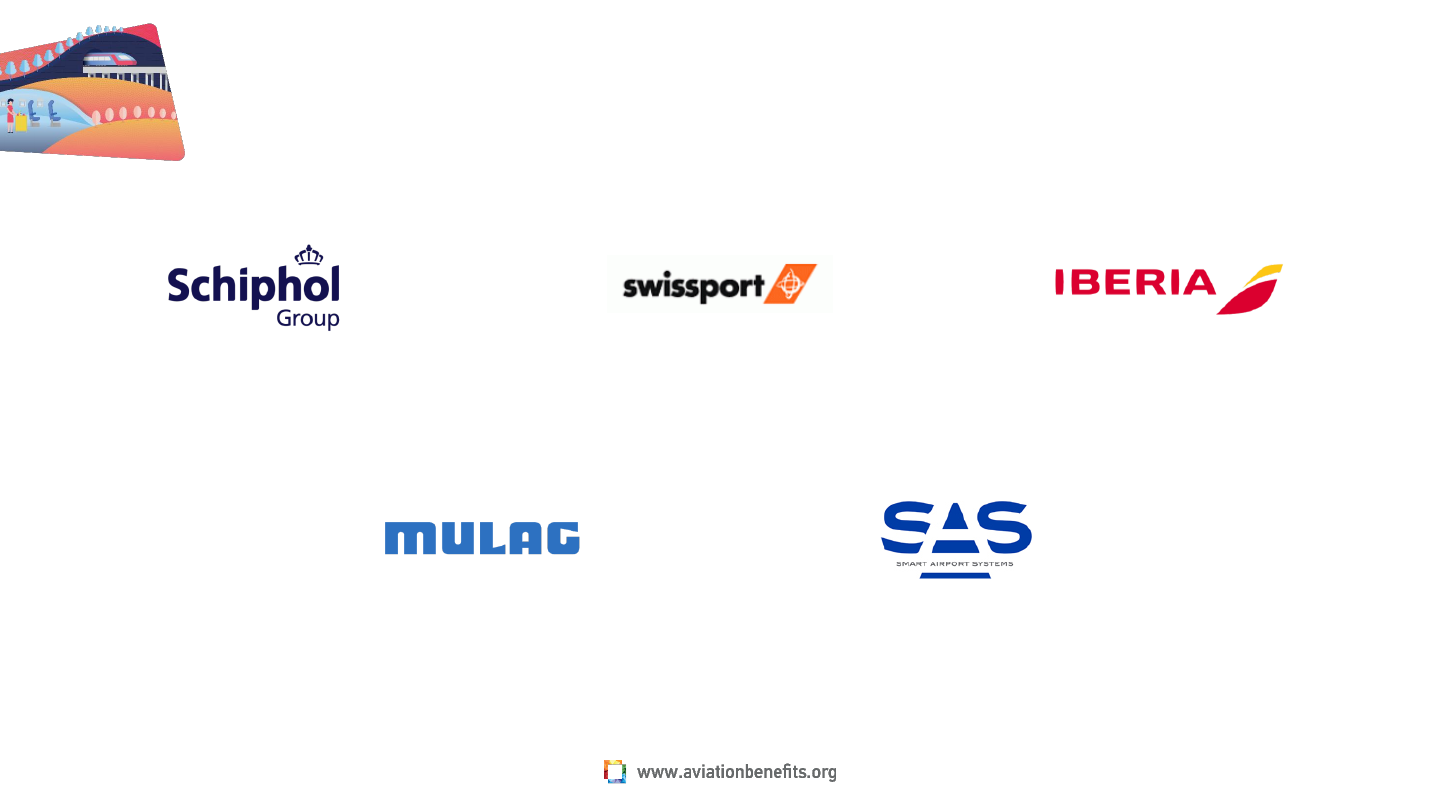 Schiphol
Group
swissport
IBERIA
MULAG
SAS
SMART AIRPORT SYSTEMS
www.aviationbenefits.org